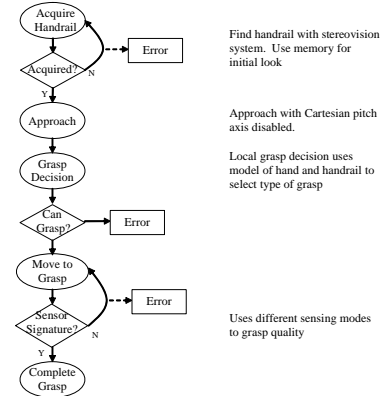 Acquire
Handrail
Find handrail with stereovision
system. Use memory for
initial look
Error
Acquired?
N
Y
Approach
Approach with Cartesian pitch
axis disabled.
Grasp
Decision
Local grasp decision uses
model of hand and handrail to
select type of grasp
Can
Grasp?
Error
Move to
Grasp
Error
Sensor
Signature?
Uses different sensing modes
to grasp quality
N
Y
Complete
Grasp